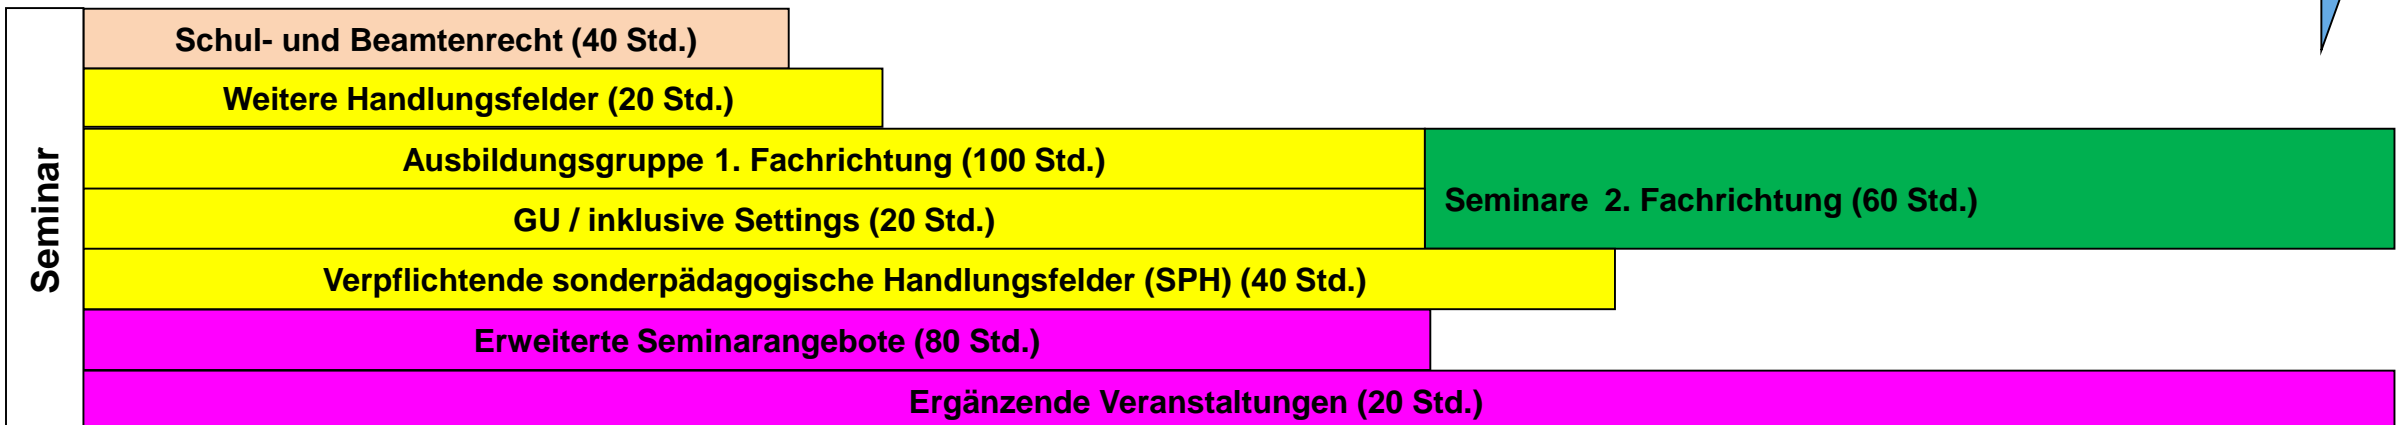 Seminar
Schul- und Beamtenrecht (40 Std.)
Weitere Handlungsfelder (20 Std.)
Ausbildungsgruppe 1. Fachrichtung (100 Std.)
GU / inklusive Settings (20 Std.)
Seminare 2. Fachrichtung (60 Std.)
Verpflichtende sonderpädagogische Handlungsfelder (SPH) (40 Std.)
Erweiterte Seminarangebote (80 Std.)
Ergänzende Veranstaltungen (20 Std.)